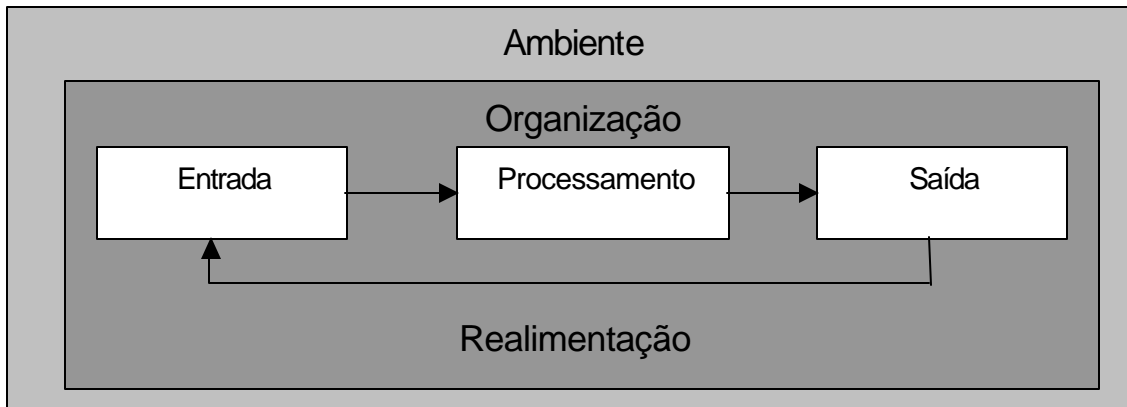 Ambiente
Organização
Entrada
Processamento
Saída
Realimentação